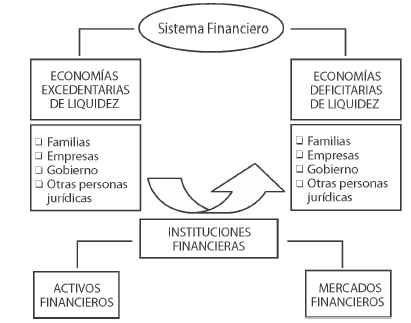 Sistema Financiero
ECONOMÍAS
EXCEDENTARIAS
DE LIQUIDEZ
❑ Familias
❑ Empresas
❑ Gobierno
❑ Otras personas
jurídicas
ECONOMÍAS
DEFICITARIAS
DE LIQUIDEZ
❑ Familias
❑ Empresas
❑ Gobierno
❑ Otras personas
jurídicas
INSTITUCIONES
FINANCIERAS
ACTIVOS
FINANCIEROS
MERCADOS
FINANCIEROS